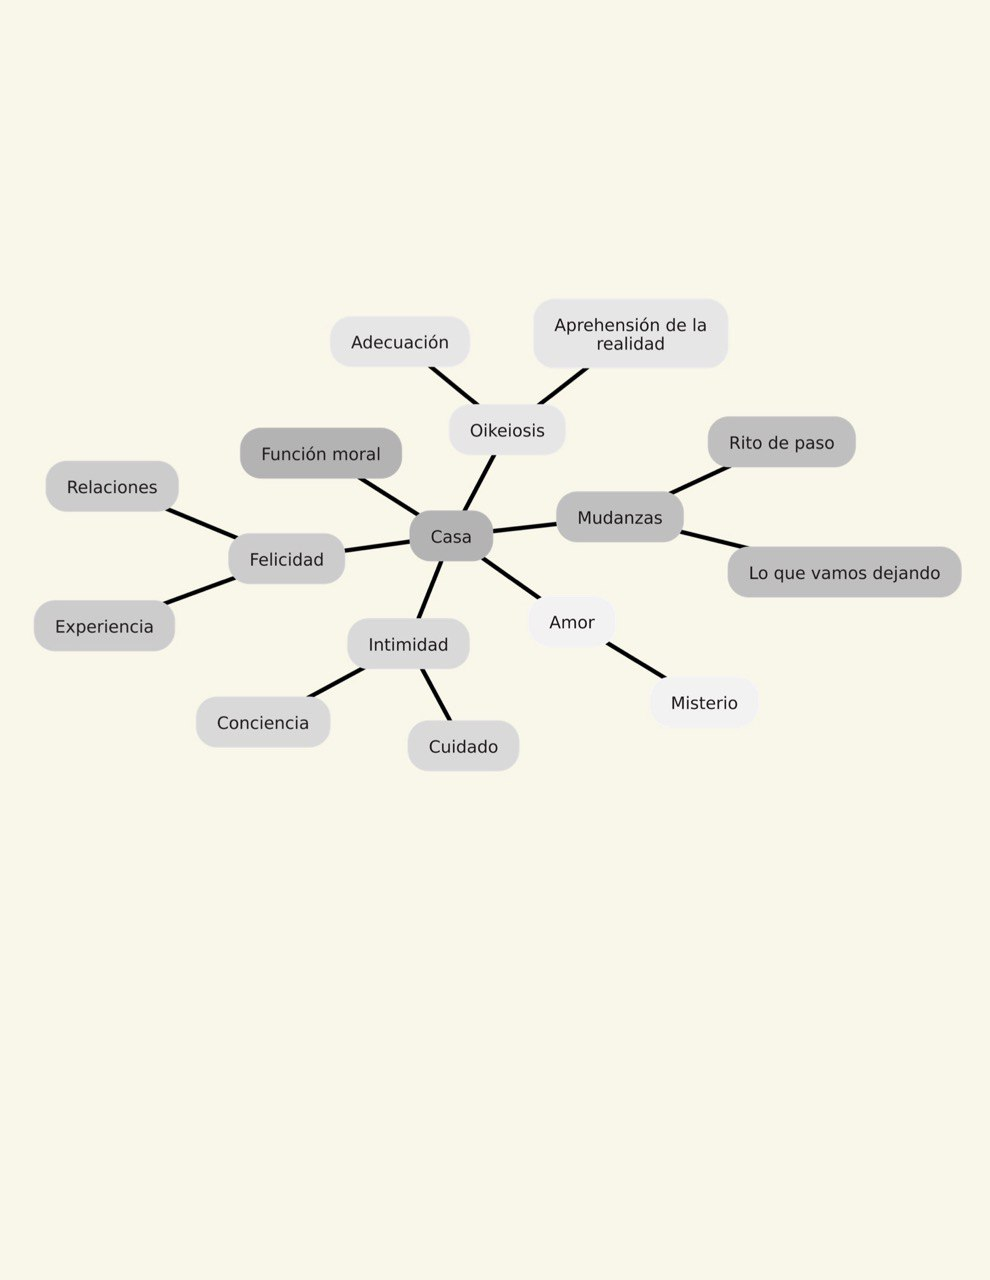 Aprehensión de la
realidad
Adecuación
Oikeiosis
Rito de paso
Función moral
Relaciones
Mudanzas
Casa
Felicidad
Lo que vamos dejando
Amor
Experiencia
Intimidad
Misterio
Conciencia
Cuidado